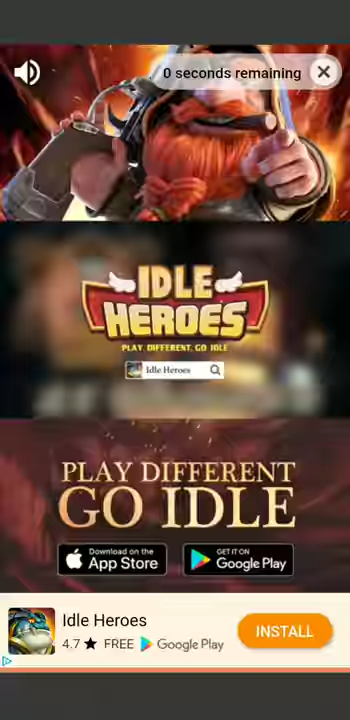 0 seconds remaining
IDLE
HEROES
PLAY DIFFERENT, GO IDLE
Idle Heroes
PLAY DIFFERENT
GO IDLE
Download on the
App Store
GET IT ON
Google Play
Idle Heroes
4.7 ★ FREE Google Play
INSTALL